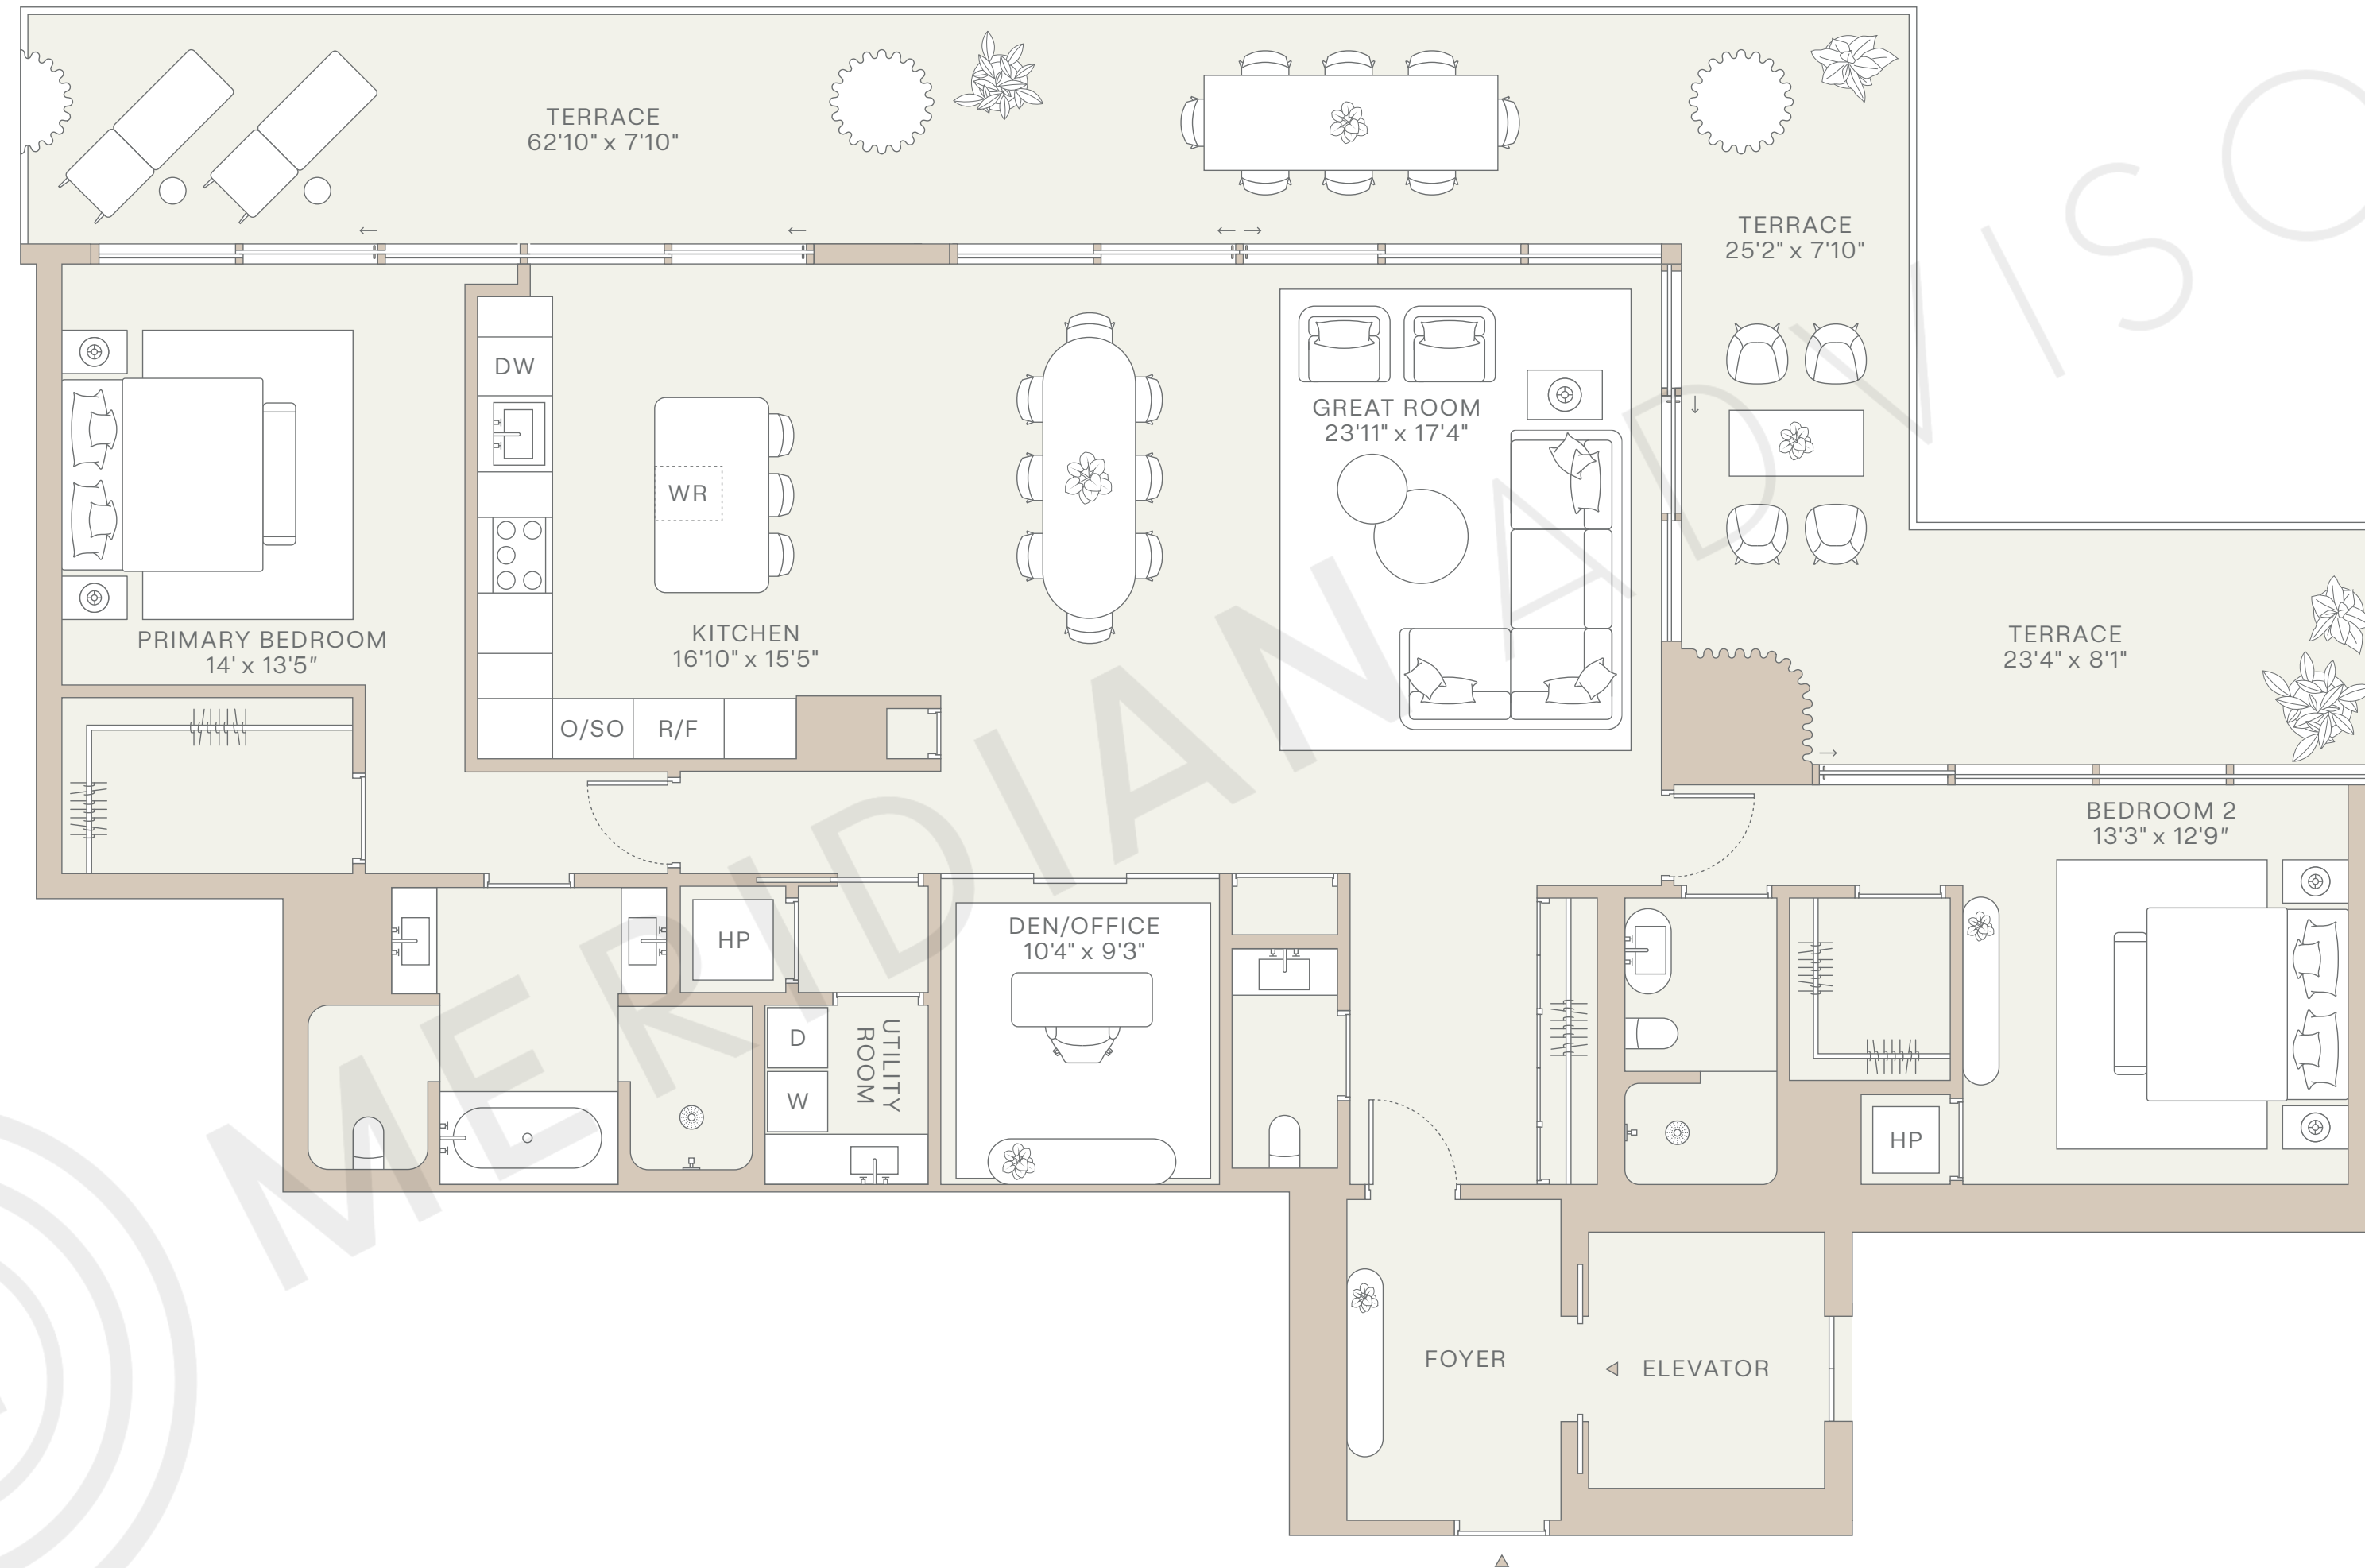 TERRACE
62'10" x 7'10"
TERRACE
25'2" x 7'10"
DW
GREAT ROOM
23'11" x 17'4"
WR
PRIMARY BEDROOM
14' x 13'5″
KITCHEN
16'10" x 15'5"
TERRACE
23'4" x 8'1"
O/SO
R/F
BEDROOM 2
13'3" x 12'9″
HP
DEN/OFFICE
10'4" x 9'3"
D
W
UTILITY
ROOM
HP
FOYER
ELEVATOR
MERIDIAN ADVISO